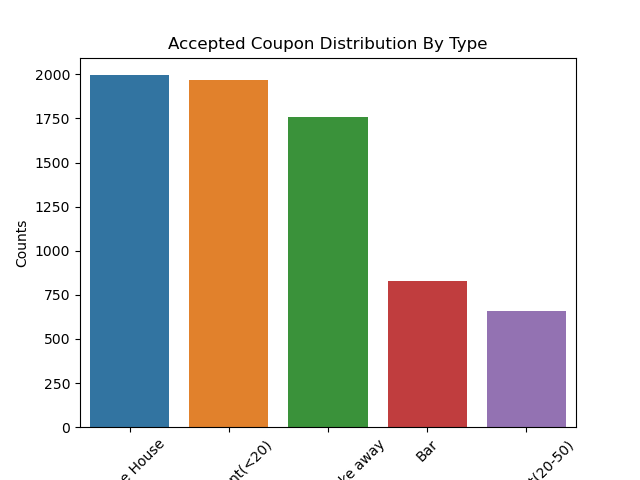 Accepted Coupon Distribution By Type
Counts
2000
1750
1500
1250
1000
750
500
250
0
e House
nt(<20)
ke away
Bar
t(20-50)